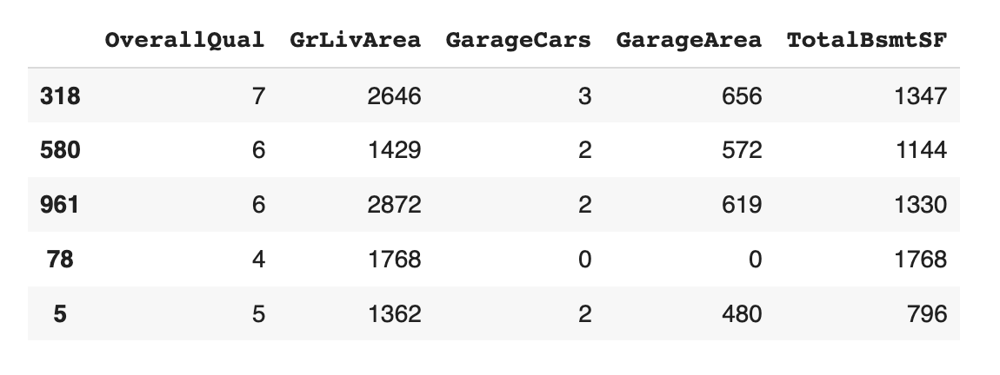 OverallQual GrLivArea GarageCars GarageArea TotalBsmtSF
318 7 2646 3 656 1347
580 6 1429 2 572 1144
961 6 2872 2 619 1330
78 4 1768 0 0 1768
5 5 1362 2 480 796